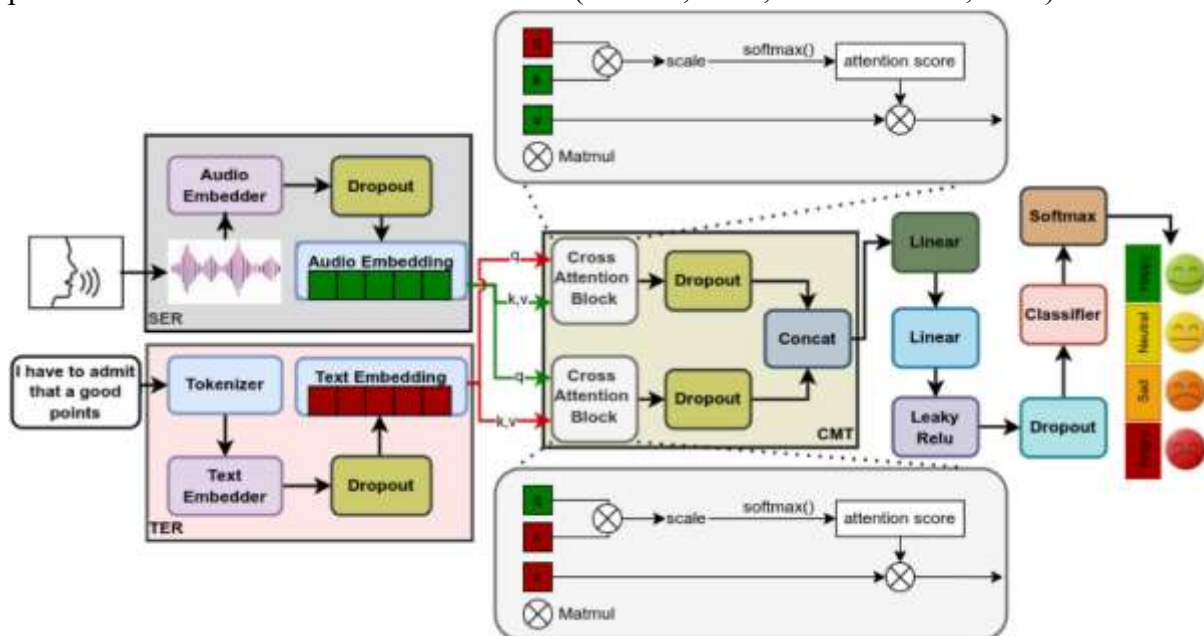 q
k
v
scale
softmax()
attention score
Matmul
Audio
Embedder
Dropout
Audio Embedding
SER
I have to admit
that a good
points
Tokenizer
Text Embedding
Text
Embedder
Dropout
TER
q
k,v
q
k,v
Cross
Attention
Block
Dropout
Concat
Cross
Attention
Block
Dropout
CMT
Linear
Linear
Leaky
Relu
Dropout
Classifier
Softmax
Neutral
Sad
scale
softmax()
attention score
Matmul